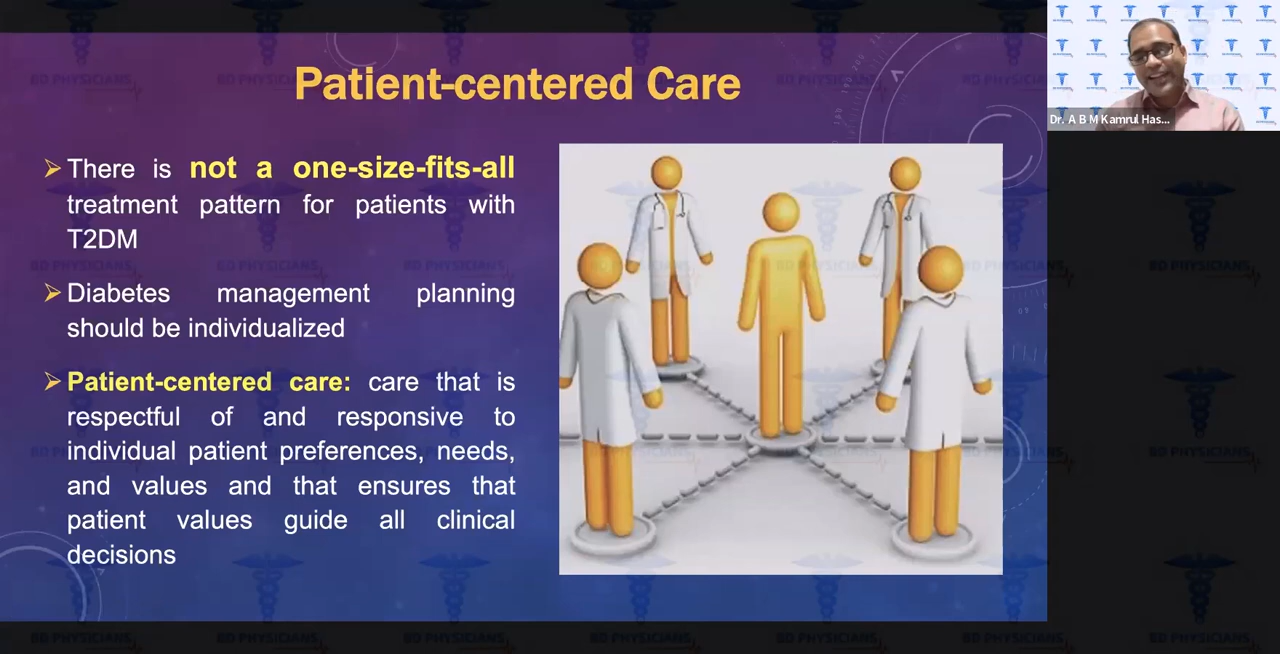 Patient-centered Care
There is not a one-size-fits-all
treatment pattern for patients with
T2DM
Diabetes management planning
should be individualized
Patient-centered care: care that is
respectful of and responsive to
individual patient preferences, needs,
and values and that ensures that
patient values guide all clinical
decisions
Dr. A B M Kamrul Has...
BD PHYSICIANS